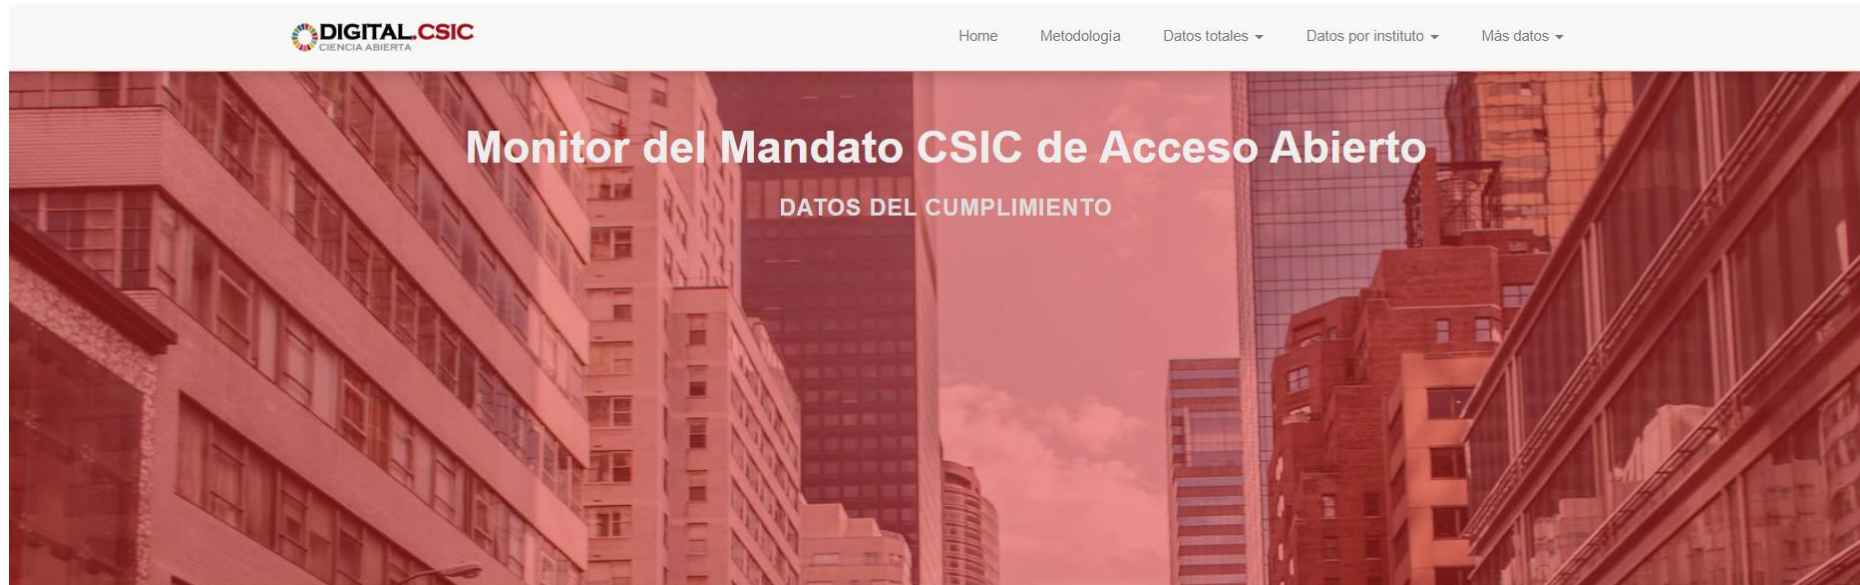 DIGITAL.CSIC
CIENCIA ABIERTA
Home Metodología Datos totales Datos por instituto Más datos
Monitor del Mandato CSIC de Acceso Abierto
DATOS DEL CUMPLIMIENTO